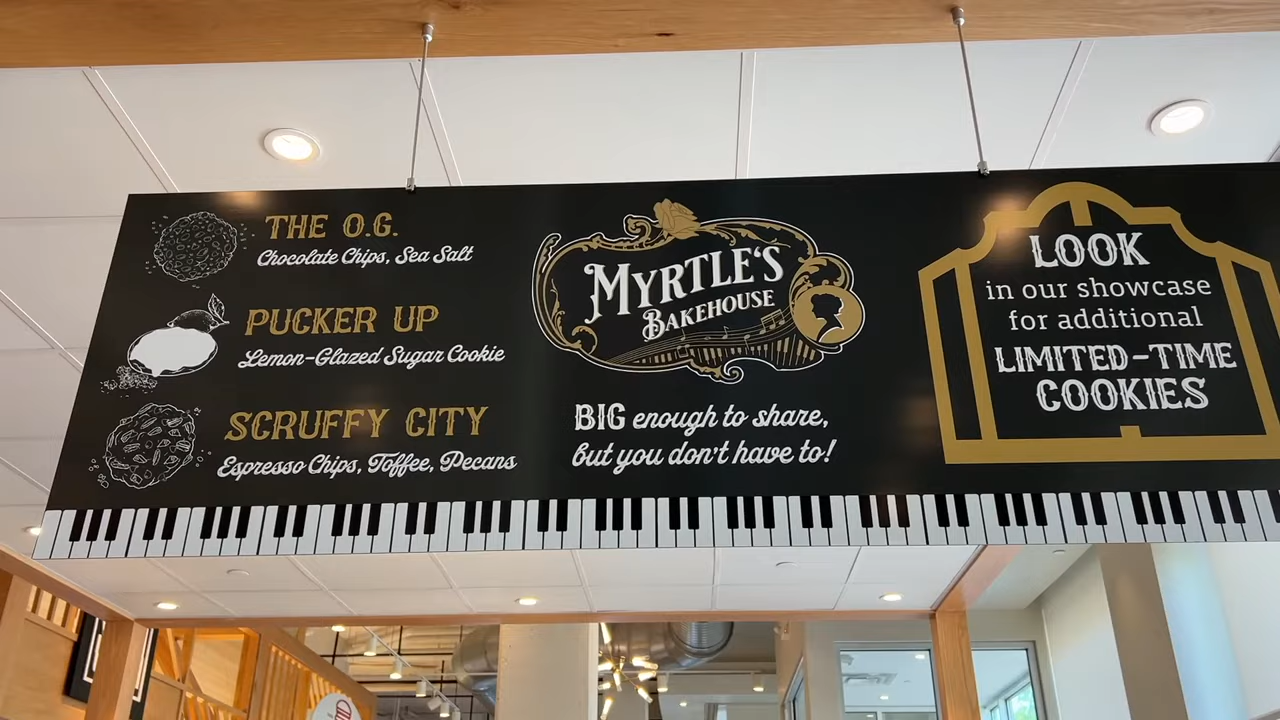 THE O.G.
Chocolate Chips, Sea Salt
PUCKER UP
Lemon-Glazed Sugar Cookie
SCRUFFY CITY
Espresso Chips, Toffee, Pecans
MYRTLE'S
BAKEHOUSE
BIG enough to share,
but you don't have to!
LOOK
in our showcase
for additional
LIMITED-TIME
COOKIES